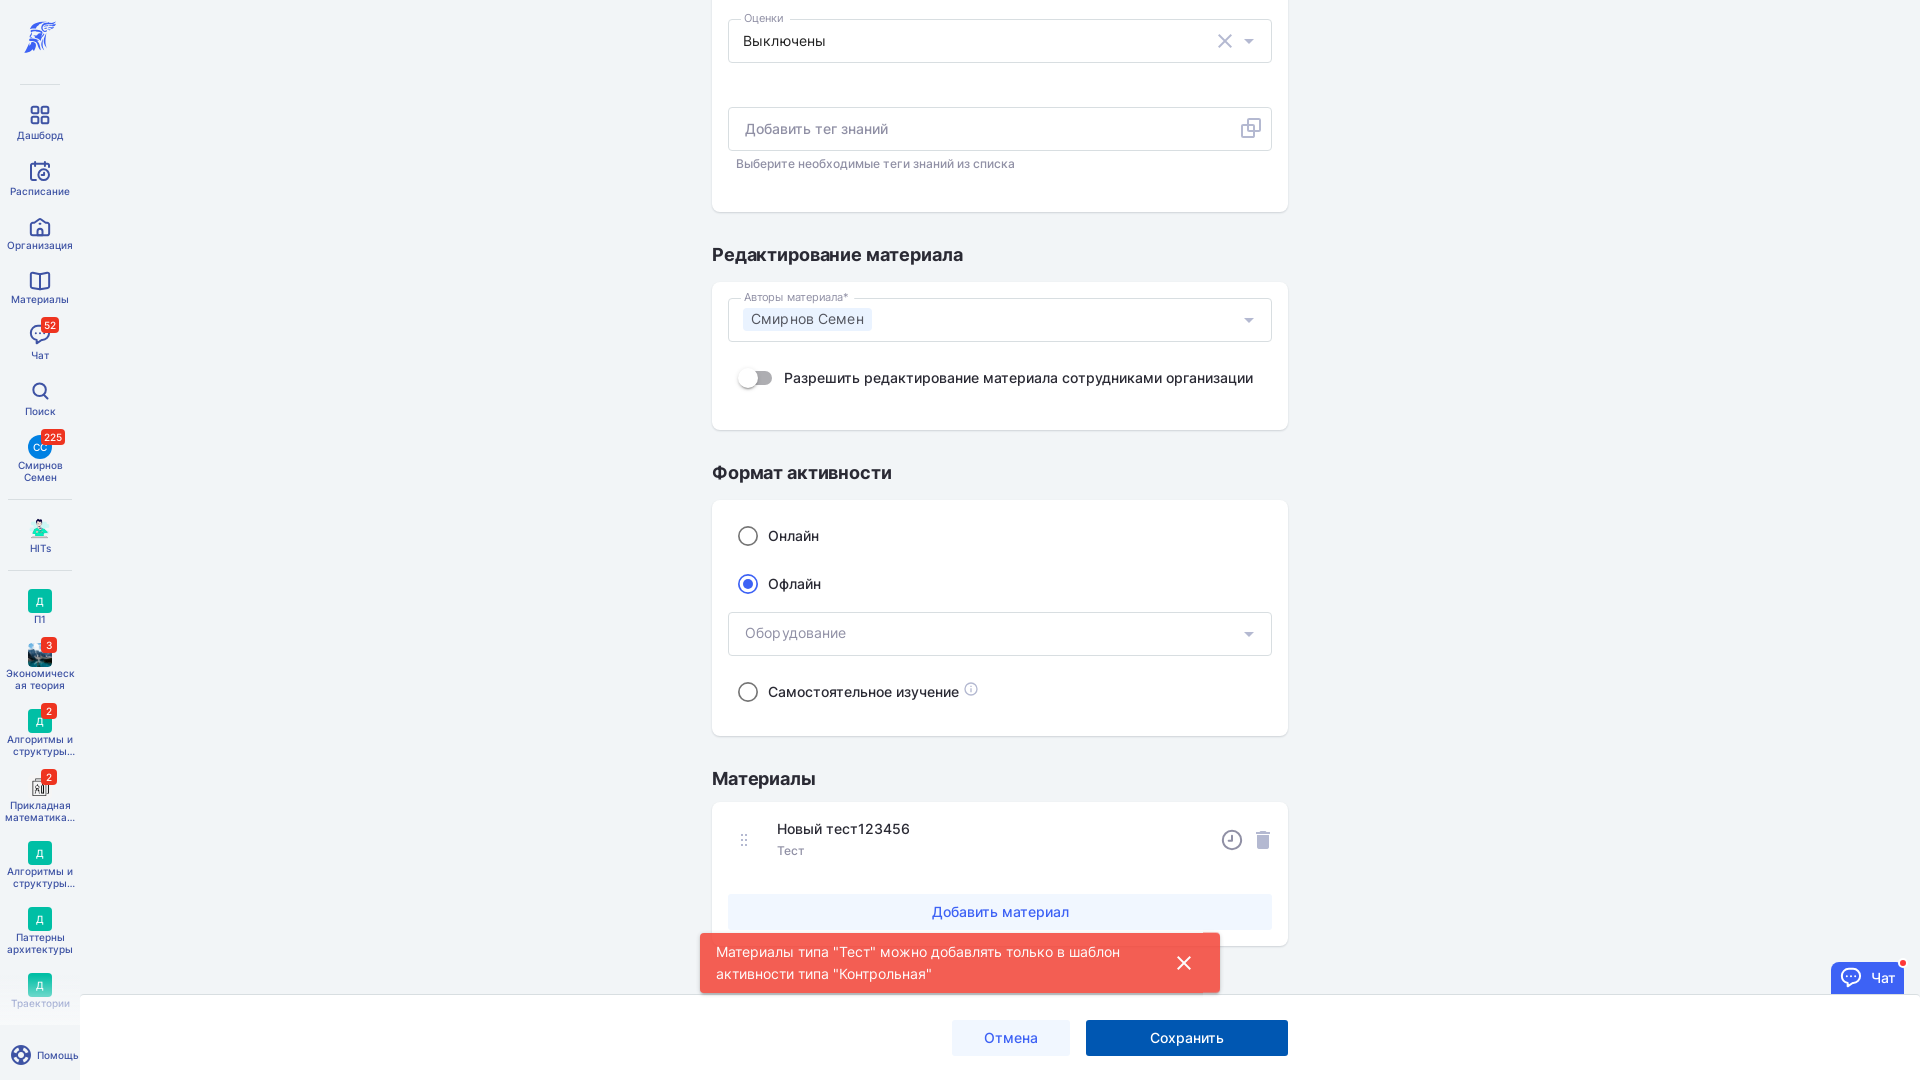 Дашборд
Расписание
Организация
Материалы
52
Чат
Поиск
225
СС
Смирнов
Семен
HITs
Д
П1
3
Экономическ
ая теория
2
Д
Алгоритмы и
структуры...
2
Прикладная
математика...
Д
Алгоритмы и
структуры...
Д
Паттерны
архитектуры
Д
Траектории
Помощь
Оценки
Выключены
Добавить тег знаний
Выберите необходимые теги знаний из списка
Редактирование материала
Авторы материала*
Смирнов Семен
Разрешить редактирование материала сотрудниками организации
Формат активности
Онлайн
Офлайн
Оборудование
Самостоятельное изучение
Материалы
Новый тест123456
Тест
Добавить материал
Материалы типа "Тест" можно добавлять только в шаблон
активности типа "Контрольная"
Чат
Отмена
Сохранить